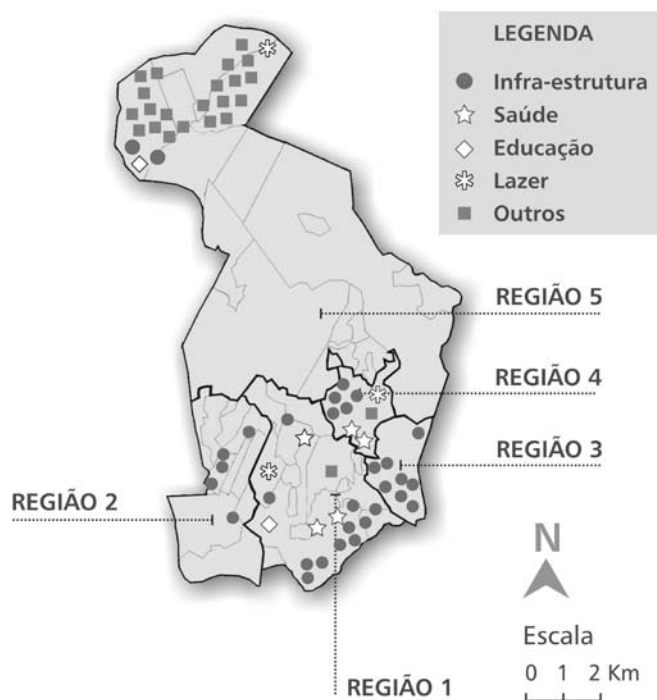 LEGENDA
Infra-estrutura
Saúde
Educação
Lazer
Outros
REGIÃO 5
REGIÃO 4
REGIÃO 3
REGIÃO 2
N
Escala
0 1 2 Km
REGIÃO 1